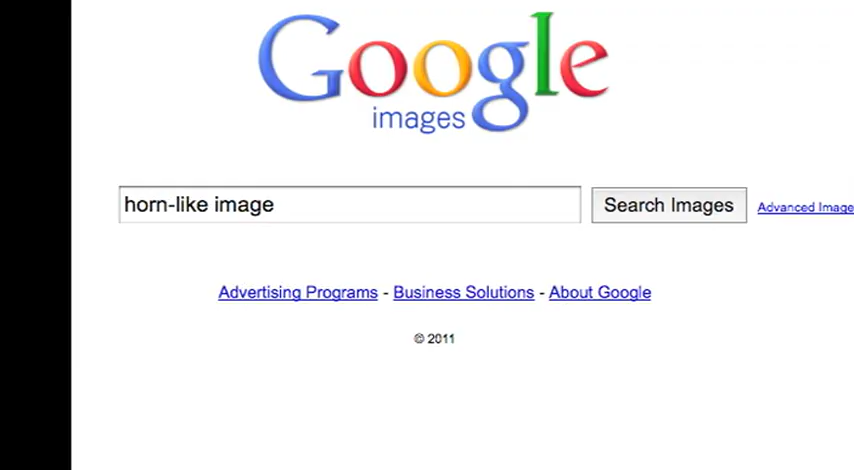 Google
images
horn-like image Search Images Advanced Image
Advertising Programs - Business Solutions - About Google
© 2011